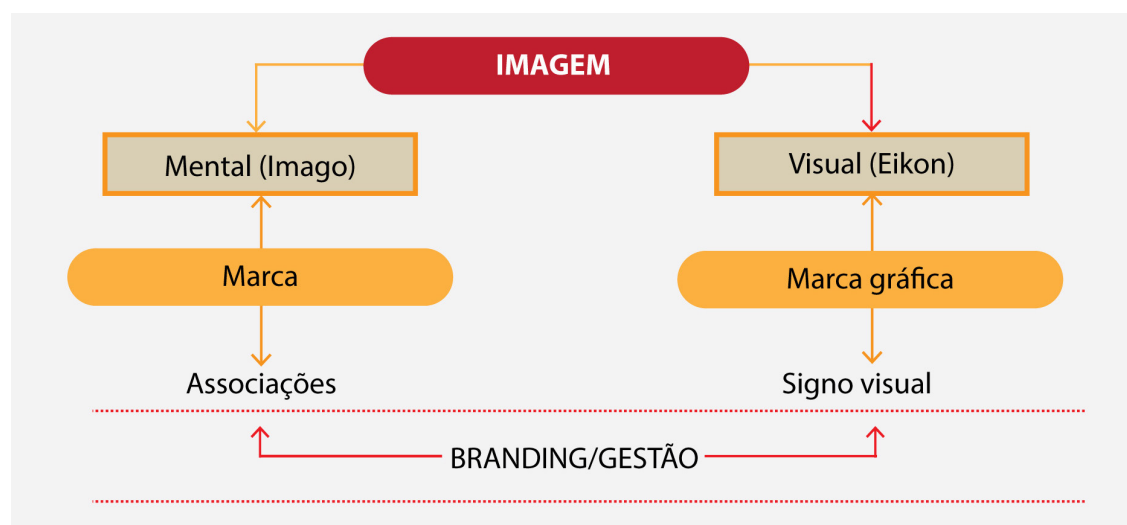 IMAGEM
Mental (Imago)
Visual (Eikon)
Marca
Marca gráfica
Associações
Signo visual
BRANDING/GESTÃO